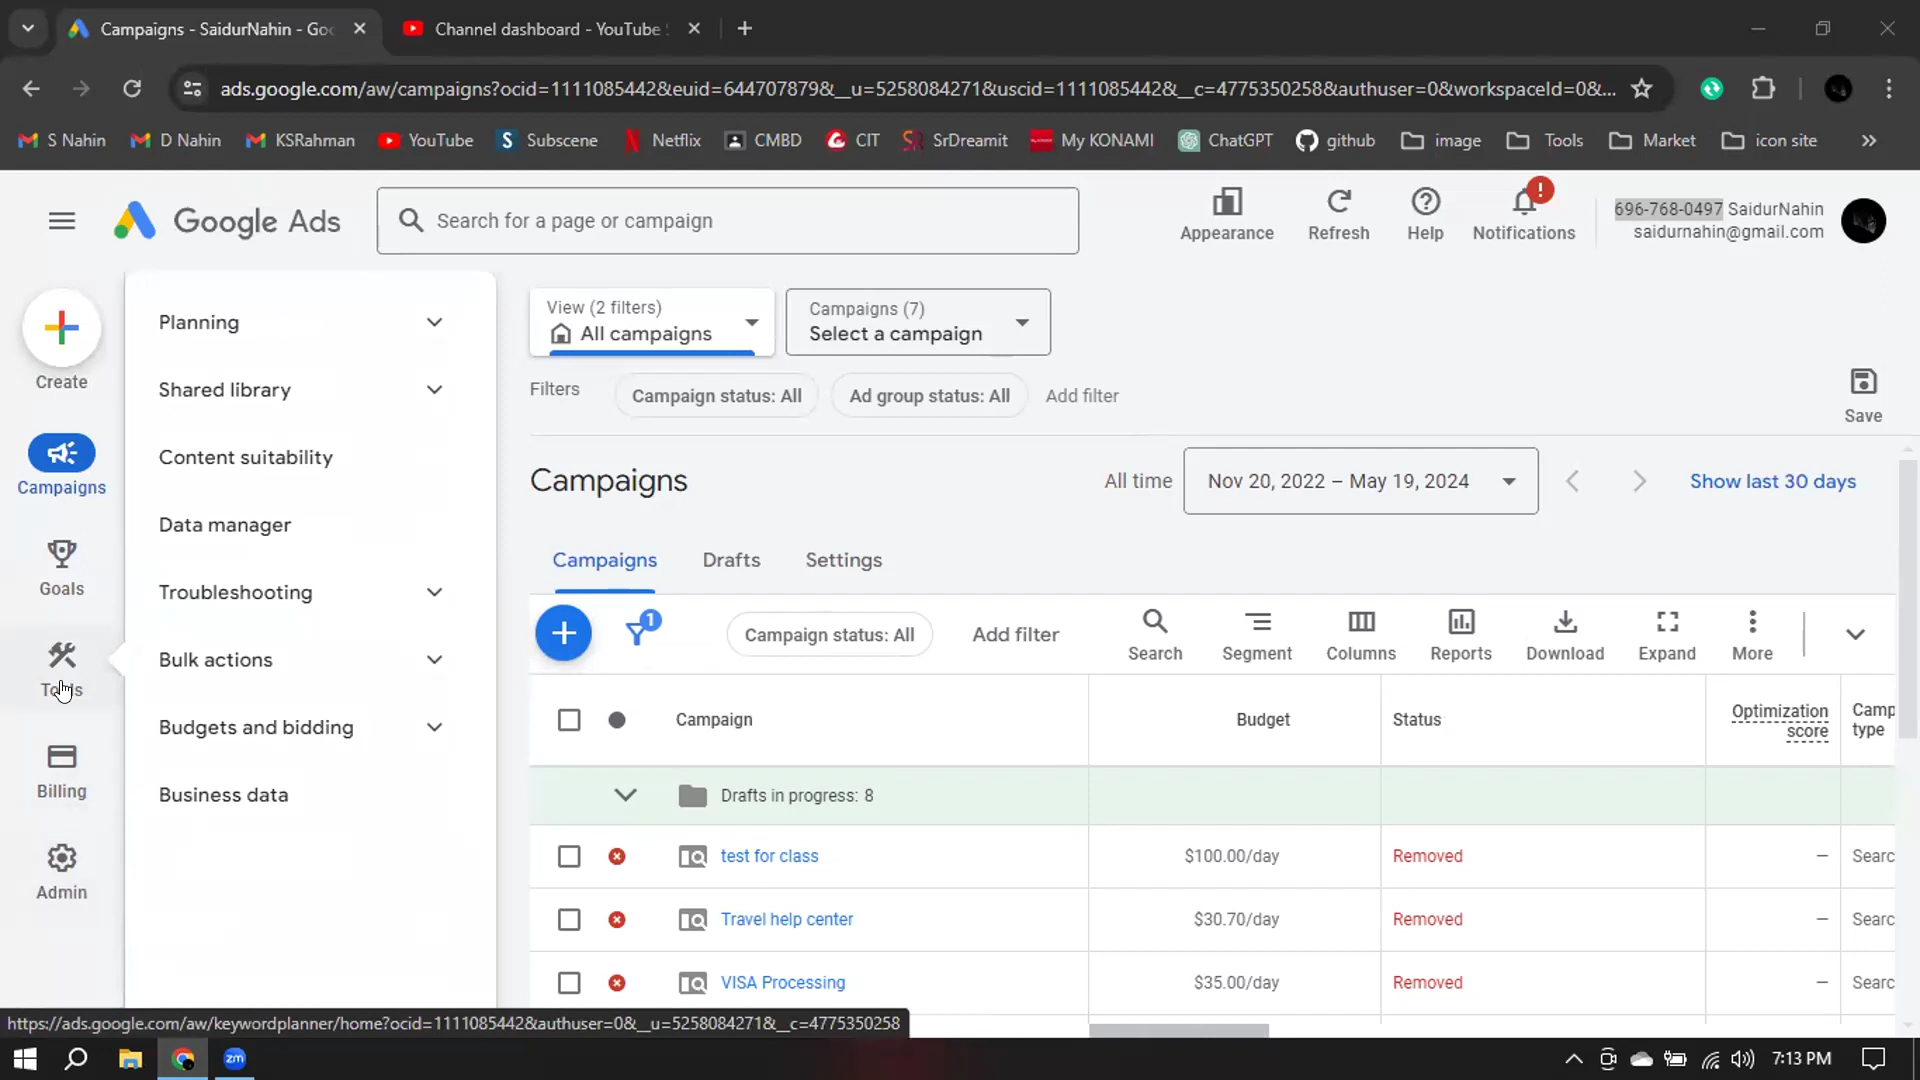 Campaigns - SaidurNahin - Goo
Channel dashboard - YouTube
ads.google.com/aw/campaigns?ocid=1111085442&euid=644707879&__u=5258084271&uscid=1111085442&__c=4775350258&authuser=0&workspaceId=0&...
S Nahin
D Nahin
KSRahman
YouTube
Subscene
Netflix
CMBD
CIT
SrDreamit
My KONAMI
ChatGPT
github
image
Tools
Market
icon site
Google Ads
Search for a page or campaign
Appearance
Refresh
Help
Notifications
696-768-0497 SaidurNahin
saidurnahin@gmail.com
Create
Campaigns
Goals
Tools
Billing
Admin
Planning
Shared library
Content suitability
Data manager
Troubleshooting
Bulk actions
Budgets and bidding
Business data
View (2 filters)
All campaigns
Campaigns (7)
Select a campaign
Filters
Campaign status: All
Ad group status: All
Add filter
Save
Campaigns
All time
Nov 20, 2022 – May 19, 2024
Show last 30 days
Campaigns
Drafts
Settings
1
Campaign status: All
Add filter
Search
Segment
Columns
Reports
Download
Expand
More
Campaign
Budget
Status
Optimization
score
Camp
type
Drafts in progress: 8
test for class
$100.00/day
Removed
–
Searc
Travel help center
$30.70/day
Removed
–
Searc
VISA Processing
$35.00/day
Removed
–
Searc
https://ads.google.com/aw/keywordplanner/home?ocid=1111085442&authuser=0&__u=5258084271&__c=4775350258
zm
7:13 PM